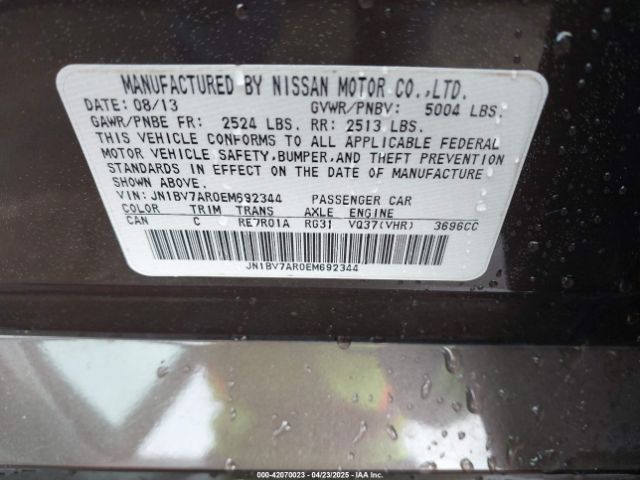 MANUFACTURED BY NISSAN MOTOR CO.,LTD.
DATE: 08/13 GVWR/PNBV: 5004 LBS.
GAWR/PNBE FR: 2524 LBS. RR: 2513 LBS.
THIS VEHICLE CONFORMS TO ALL APPLICABLE FEDERAL
MOTOR VEHICLE SAFETY, BUMPER, AND THEFT PREVENTION
STANDARDS IN EFFECT ON THE DATE OF MANUFACTURE
SHOWN ABOVE.
VIN: JN1BV7AR0EM692344 PASSENGER CAR
COLOR TRIM TRANS AXLE ENGINE
CAN C RE7R01A RG31 VQ37(VHR) 3696CC
JN1BV7AR0EM692344
000-42070023 - 04/23/2025 - IAA Inc.